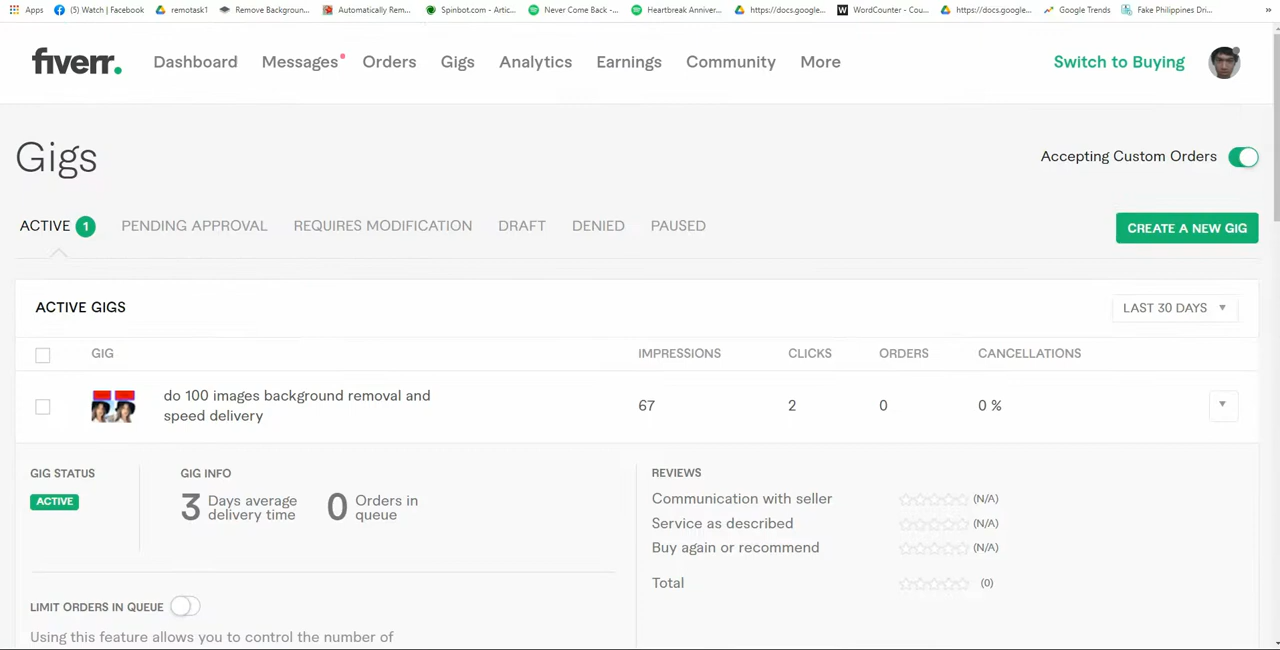 Apps (5) Watch | Facebook remotask1 Remove Backgroun... Automatically Rem... Spinbot.com - Artic... Never Come Back -... Heartbreak Anniver... https://docs.google... WordCounter - Cou... https://docs.google... Google Trends Fake Philippines Dri... »
fiverr. Dashboard Messages Orders Gigs Analytics Earnings Community More Switch to Buying
Gigs
Accepting Custom Orders
ACTIVE 1 PENDING APPROVAL REQUIRES MODIFICATION DRAFT DENIED PAUSED
CREATE A NEW GIG
ACTIVE GIGS
LAST 30 DAYS
GIG IMPRESSIONS CLICKS ORDERS CANCELLATIONS
do 100 images background removal and
speed delivery
67 2 0 0 %
GIG STATUS
ACTIVE
GIG INFO
3 Days average
delivery time
0 Orders in
queue
REVIEWS
Communication with seller (N/A)
Service as described (N/A)
Buy again or recommend (N/A)
Total (0)
LIMIT ORDERS IN QUEUE
Using this feature allows you to control the number of